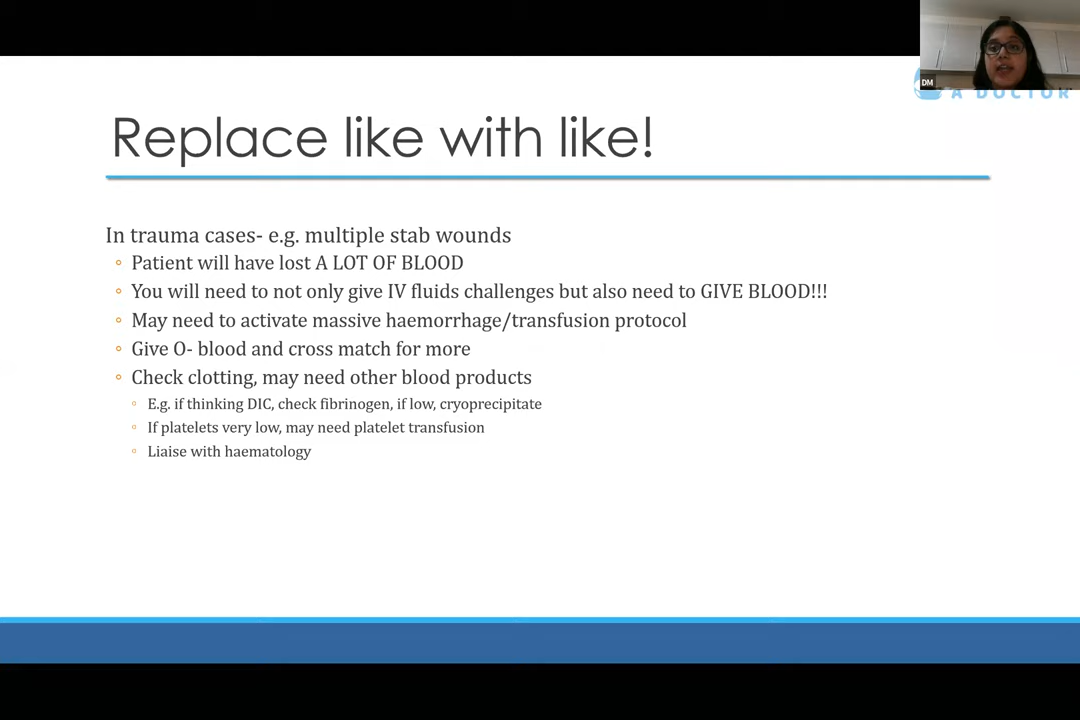 A DOCTOR
DM
Replace like with like!
In trauma cases- e.g. multiple stab wounds
Patient will have lost A LOT OF BLOOD
You will need to not only give IV fluids challenges but also need to GIVE BLOOD!!!
May need to activate massive haemorrhage/transfusion protocol
Give O- blood and cross match for more
Check clotting, may need other blood products
E.g. if thinking DIC, check fibrinogen, if low, cryoprecipitate
If platelets very low, may need platelet transfusion
Liaise with haematology